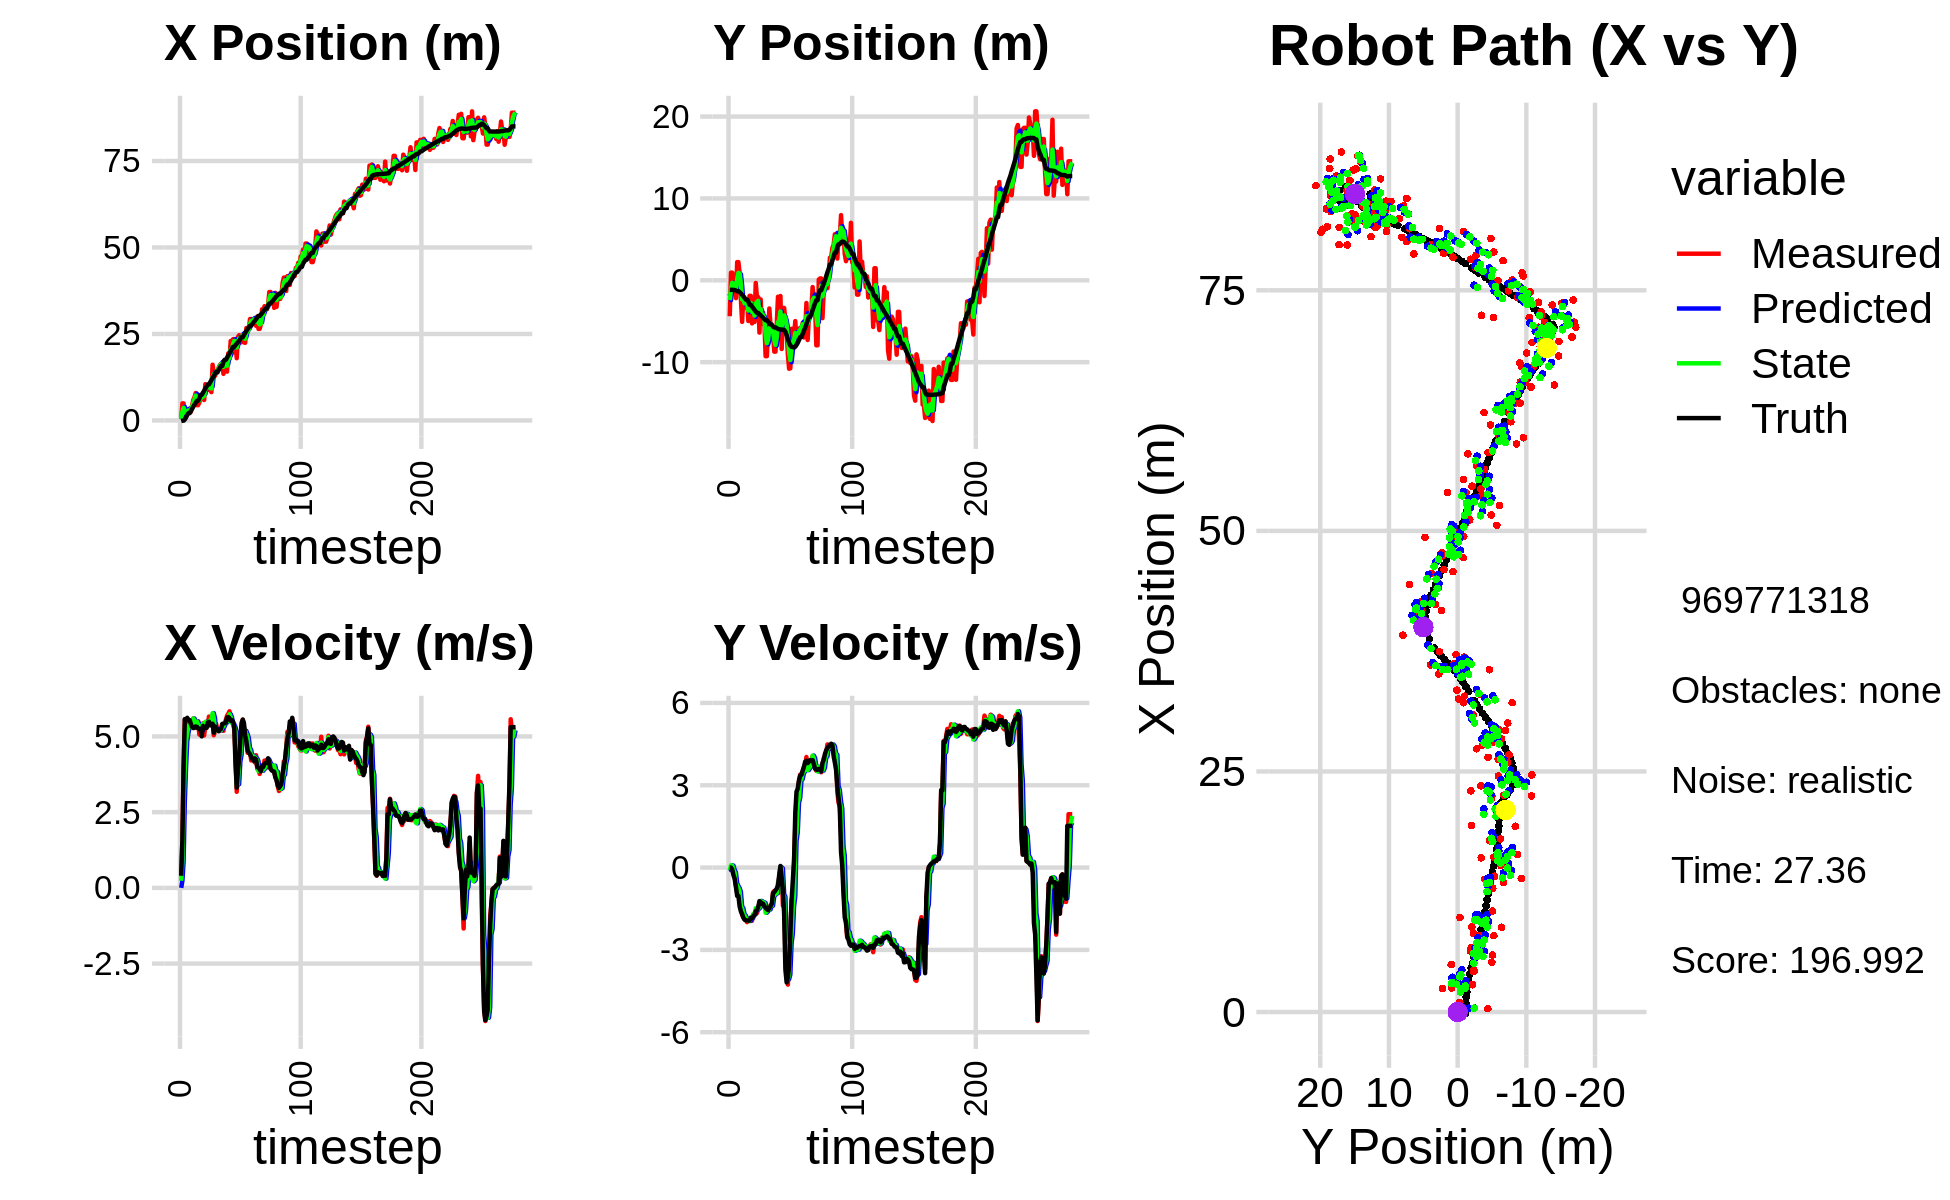 X Position (m)
75
50
25
0
0
100
200
timestep
Y Position (m)
20
10
0
-10
0
100
200
timestep
X Velocity (m/s)
5.0
2.5
0.0
-2.5
0
100
200
timestep
Y Velocity (m/s)
6
3
0
-3
-6
0
100
200
timestep
Robot Path (X vs Y)
X Position (m)
75
50
25
0
20 10 0 -10 -20
Y Position (m)
variable
Measured
Predicted
State
Truth
969771318
Obstacles: none
Noise: realistic
Time: 27.36
Score: 196.992